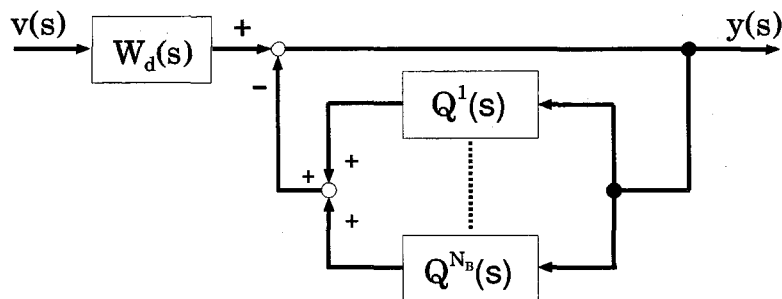 v(s)
W_d(s)
+
y(s)
−
Q^1(s)
+
+
+
Q^{N_B}(s)